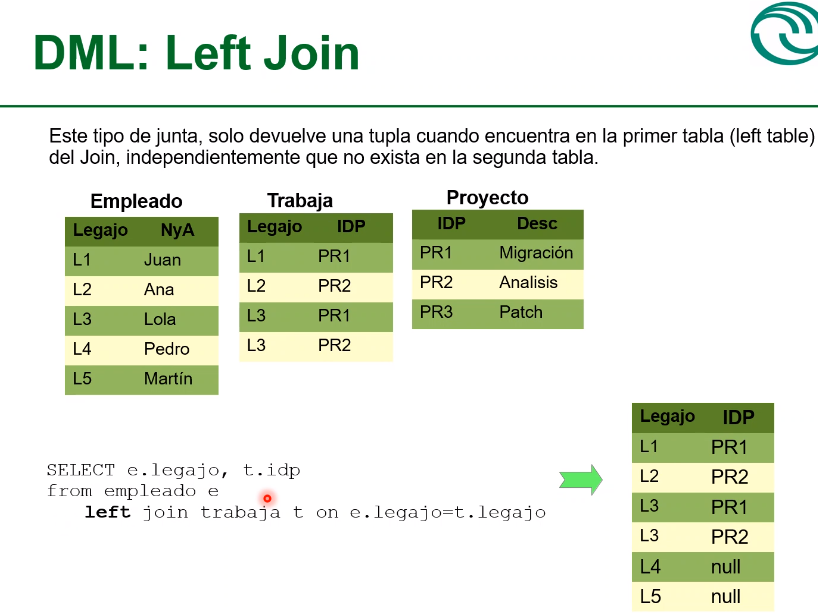 DML: Left Join
Este tipo de junta, solo devuelve una tupla cuando encuentra en la primer tabla (left table)
del Join, independientemente que no exista en la segunda tabla.
Empleado
Legajo NyA
L1 Juan
L2 Ana
L3 Lola
L4 Pedro
L5 Martín
Trabaja
Legajo IDP
L1 PR1
L2 PR2
L3 PR1
L3 PR2
Proyecto
IDP Desc
PR1 Migración
PR2 Analisis
PR3 Patch
SELECT e.legajo, t.idp
from empleado e
left join trabaja t on e.legajo=t.legajo
Legajo IDP
L1 PR1
L2 PR2
L3 PR1
L3 PR2
L4 null
L5 null